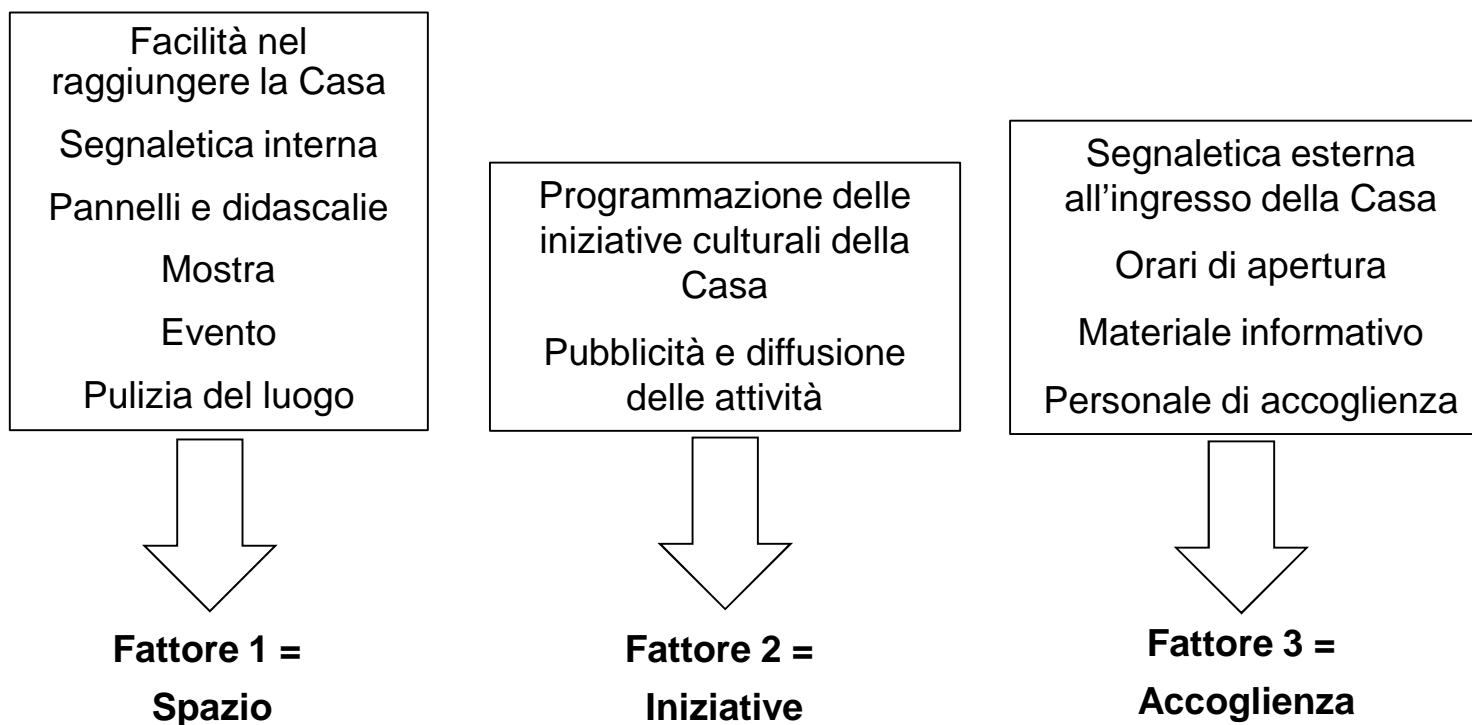 Facilità nel
raggiungere la Casa
Segnaletica interna
Pannelli e didascalie
Mostra
Evento
Pulizia del luogo
Fattore 1 =
Spazio
Programmazione delle
iniziative culturali della
Casa
Pubblicità e diffusione
delle attività
Fattore 2 =
Iniziative
Segnaletica esterna
all'ingresso della Casa
Orari di apertura
Materiale informativo
Personale di accoglienza
Fattore 3 =
Accoglienza